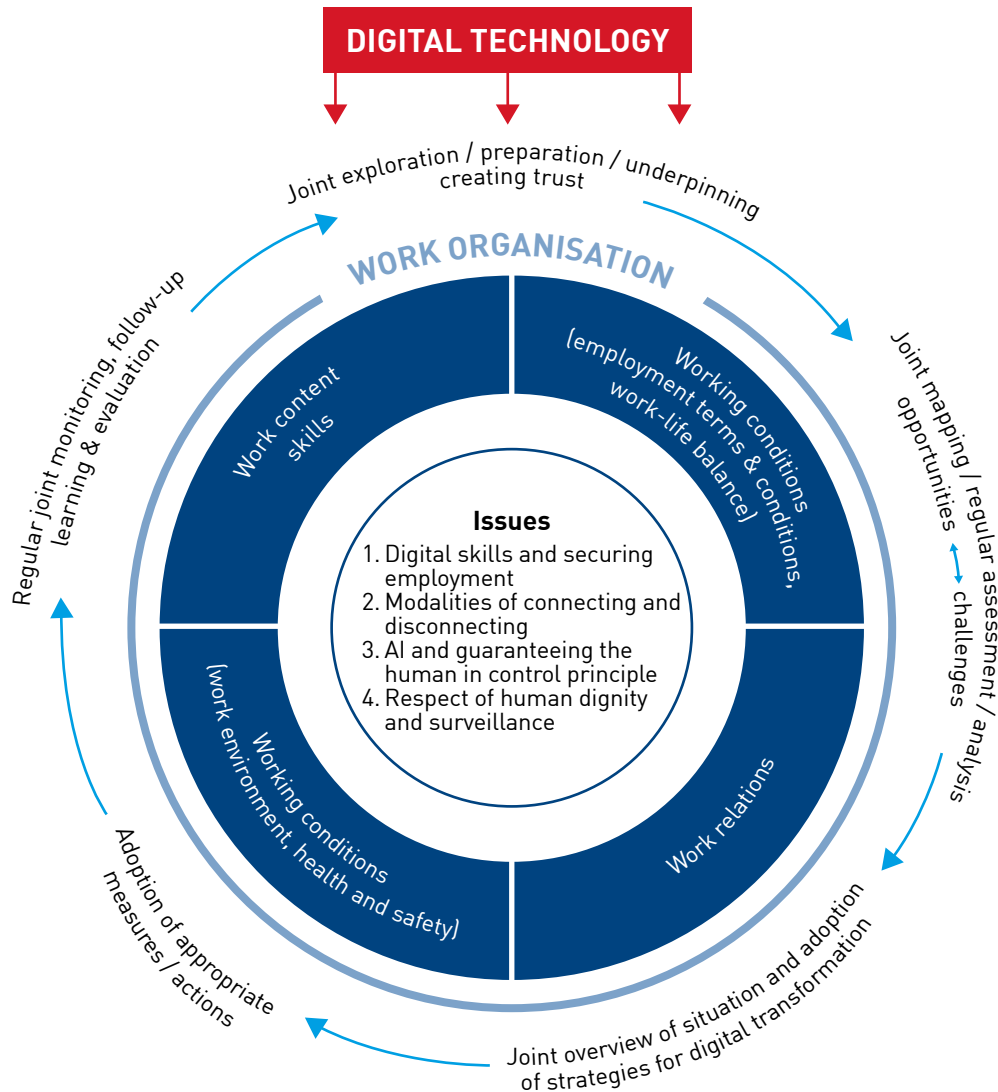 DIGITAL TECHNOLOGY
Joint exploration / preparation / underpinning
creating trust
WORK ORGANISATION
Joint mapping / regular assessment / analysis
opportunities
challenges
Joint overview of situation and adoption
of strategies for digital transformation
Adoption of appropriate
measures / actions
Regular joint monitoring, follow-up
learning & evaluation
Work content
skills
Working conditions
(employment terms & conditions,
work-life balance)
Work relations
Working conditions
(work environment, health and safety)
Issues
1. Digital skills and securing
employment
2. Modalities of connecting and
disconnecting
3. AI and guaranteeing the
human in control principle
4. Respect of human dignity
and surveillance